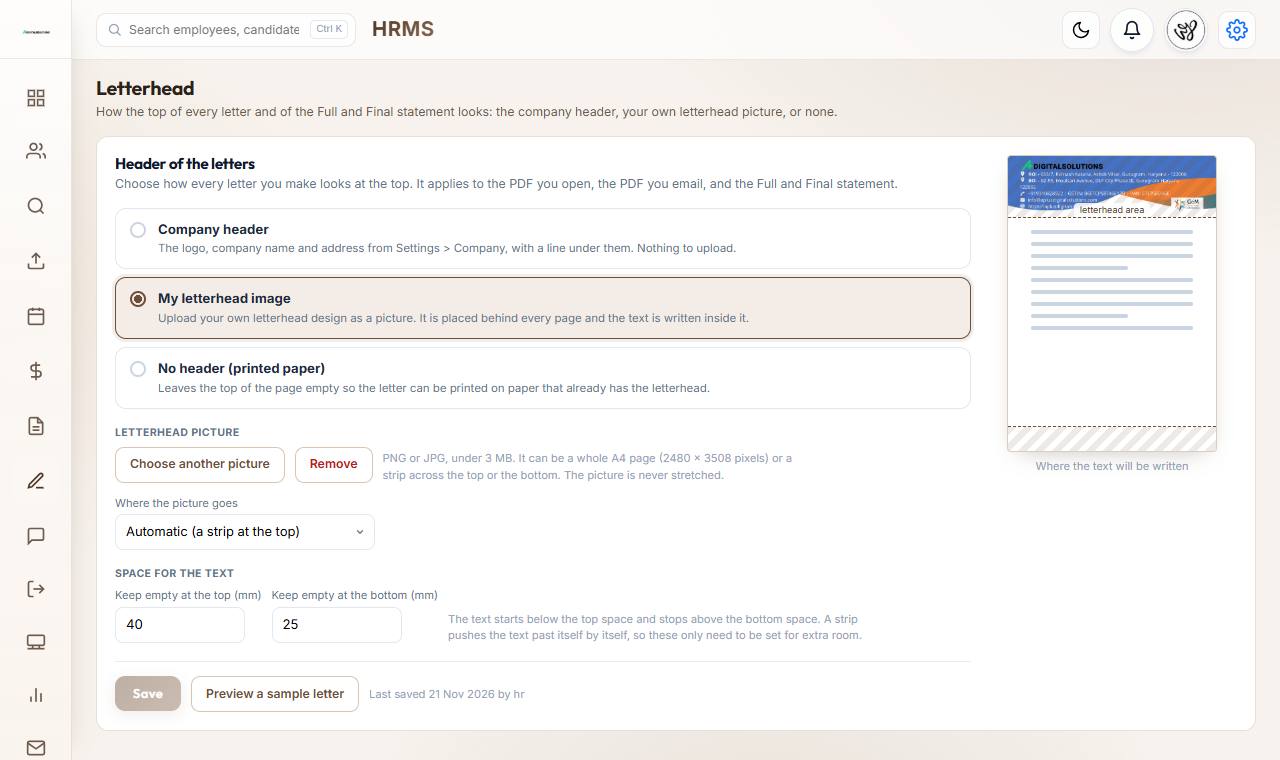 Search employees, candidate
Ctrl K
HRMS
Letterhead
How the top of every letter and of the Full and Final statement looks: the company header, your own letterhead picture, or none.
Header of the letters
Choose how every letter you make looks at the top. It applies to the PDF you open, the PDF you email, and the Full and Final statement.
Company header
The logo, company name and address from Settings > Company, with a line under them. Nothing to upload.
My letterhead image
Upload your own letterhead design as a picture. It is placed behind every page and the text is written inside it.
No header (printed paper)
Leaves the top of the page empty so the letter can be printed on paper that already has the letterhead.
LETTERHEAD PICTURE
Choose another picture
Remove
PNG or JPG, under 3 MB. It can be a whole A4 page (2480 × 3508 pixels) or a
strip across the top or bottom. The picture is never stretched.
Where the picture goes
Automatic (a strip at the top)
SPACE FOR THE TEXT
Keep empty at the top (mm)
Keep empty at the bottom (mm)
40
25
The text starts below the top space and stops above the bottom space. A strip
pushes the text past itself by itself, so these only need to be set for extra room.
Save
Preview a sample letter
Last saved 21 Nov 2026 by hr
DIGITALSOLUTIONS
letterhead area
Where the text will be written